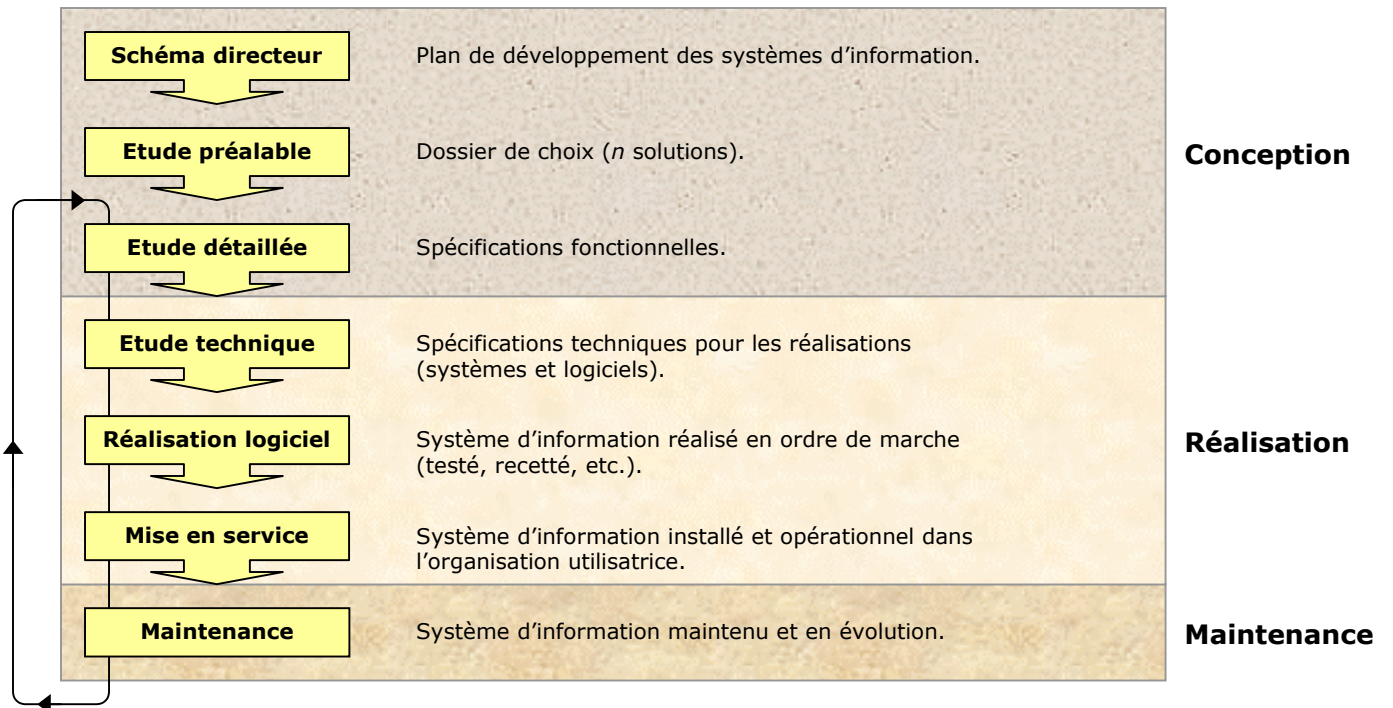 Schéma directeur
Plan de développement des systèmes d’information.
Etude préalable
Dossier de choix (n solutions).
Conception
Etude détaillée
Spécifications fonctionnelles.
Etude technique
Spécifications techniques pour les réalisations
(systèmes et logiciels).
Réalisation logiciel
Système d’information réalisé en ordre de marche
(testé, recetté, etc.).
Réalisation
Mise en service
Système d’information installé et opérationnel dans
l’organisation utilisatrice.
Maintenance
Système d’information maintenu et en évolution.
Maintenance